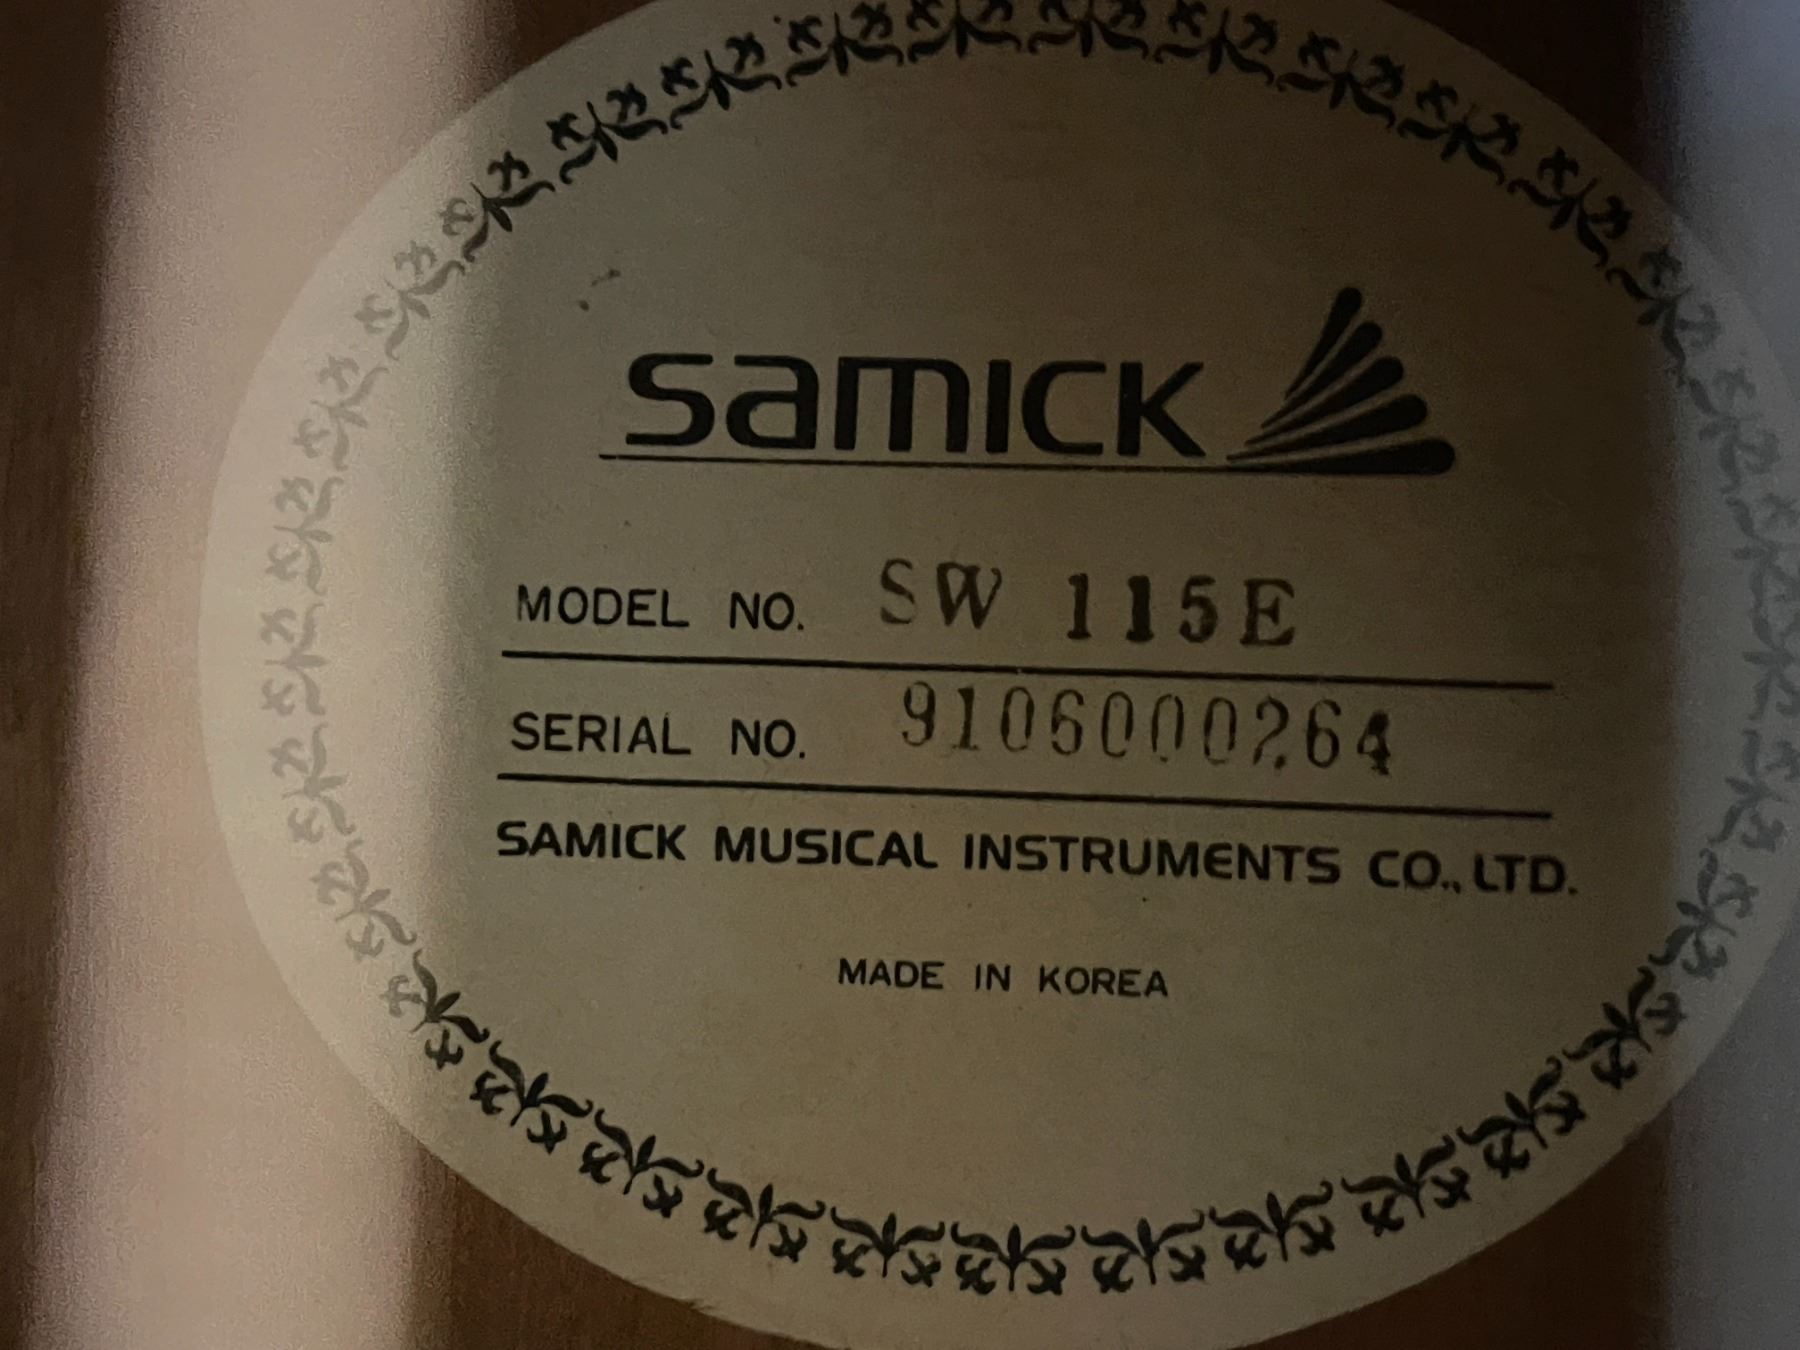 samick
MODEL NO. SW 115E
SERIAL NO. 9106000264
SAMICK MUSICAL INSTRUMENTS CO., LTD.
MADE IN KOREA